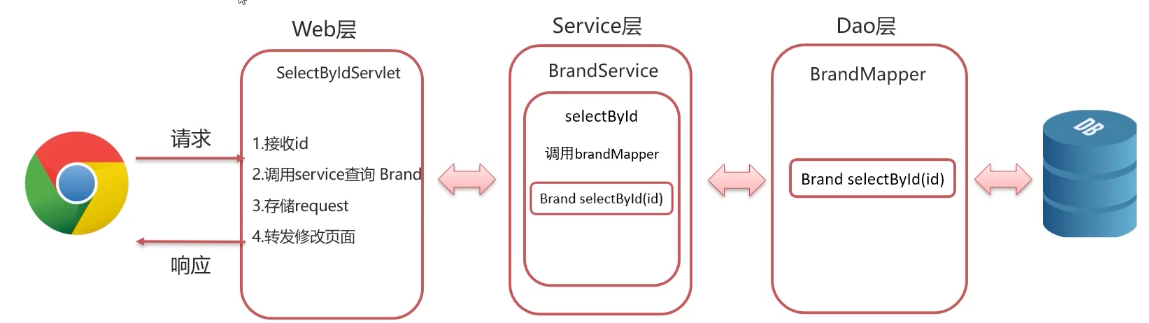 Web层
Service层
Dao层
SelectByIdServlet
BrandService
BrandMapper
请求
响应
1.接收id
2.调用service查询 Brand
3.存储request
4.转发修改页面
selectById
调用brandMapper
Brand selectById(id)
Brand selectById(id)
DB